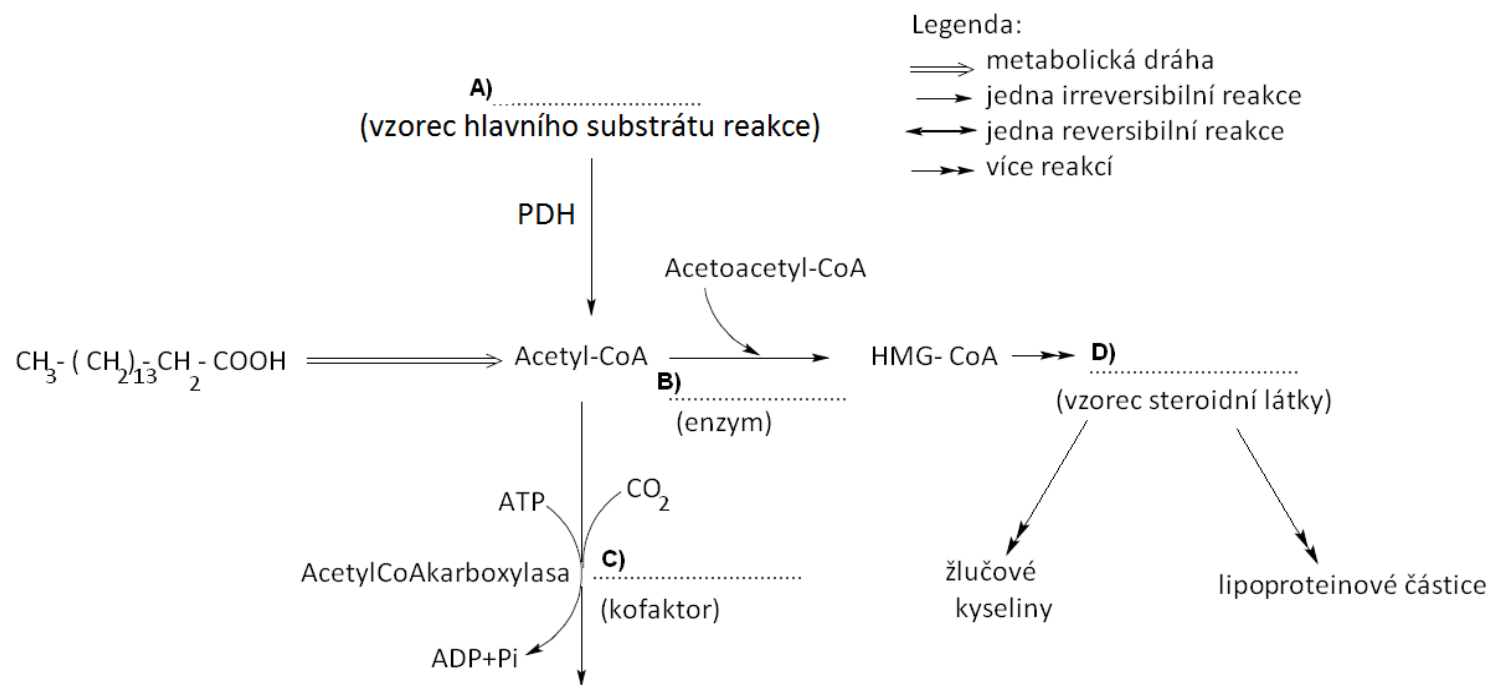 Legenda:
metabolická dráha
jedna irreversibilní reakce
jedna reversibilní reakce
více reakcí
A) ........................................
(vzorec hlavního substrátu reakce)
PDH
Acetoacetyl-CoA
CH3- ( CH2)13-CH2 - COOH
Acetyl-CoA
HMG- CoA
D) ........................................
B) ........................................
(enzym)
(vzorec steroidní látky)
ATP
CO2
AcetylCoAkarboxylasa
C) ........................................
(kofaktor)
ADP+Pi
žlučové
kyseliny
lipoproteinové částice